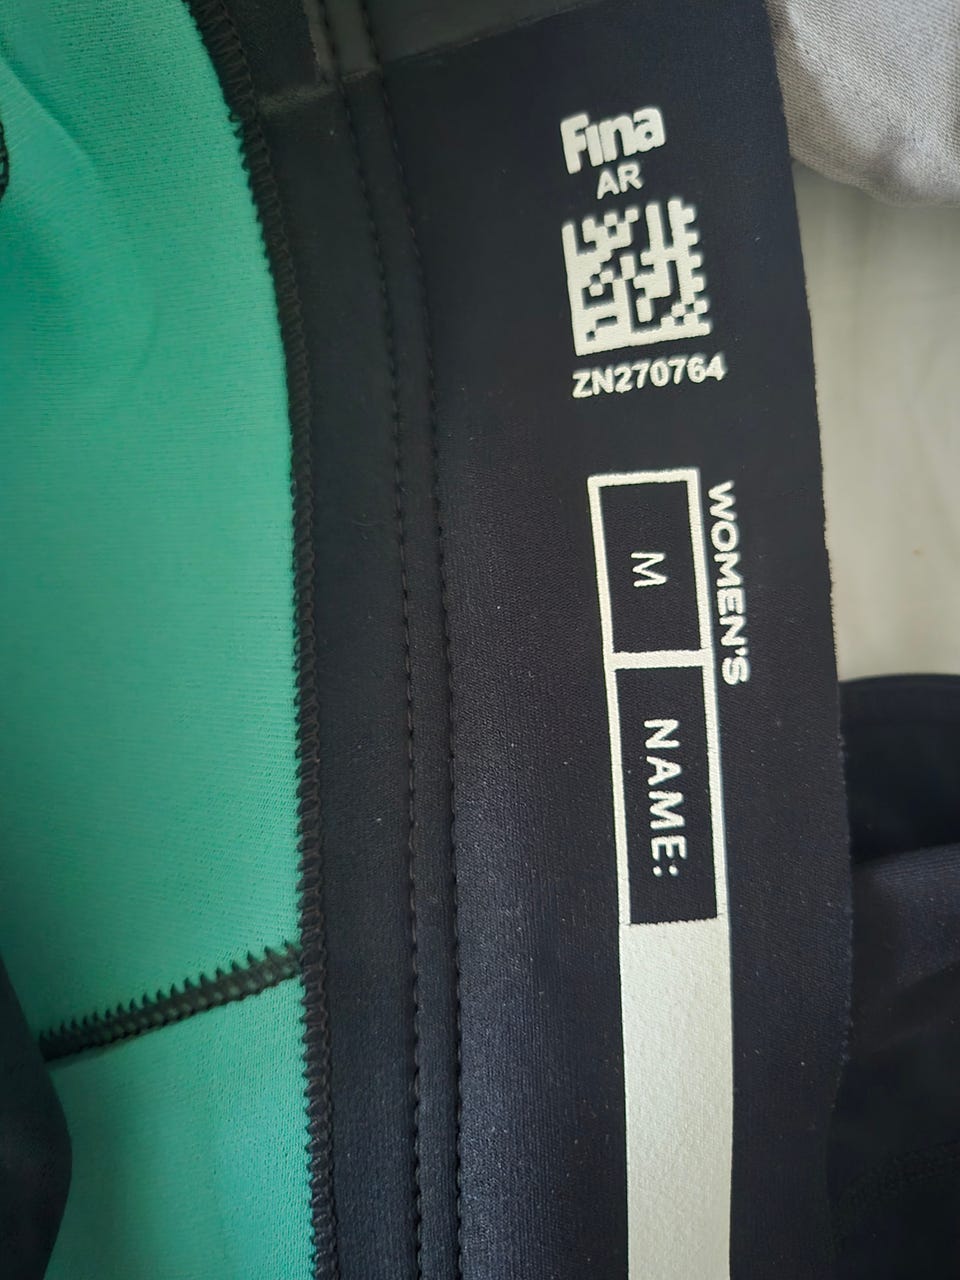 Fina
AR
ZN270764
WOMEN'S
M
NAME: